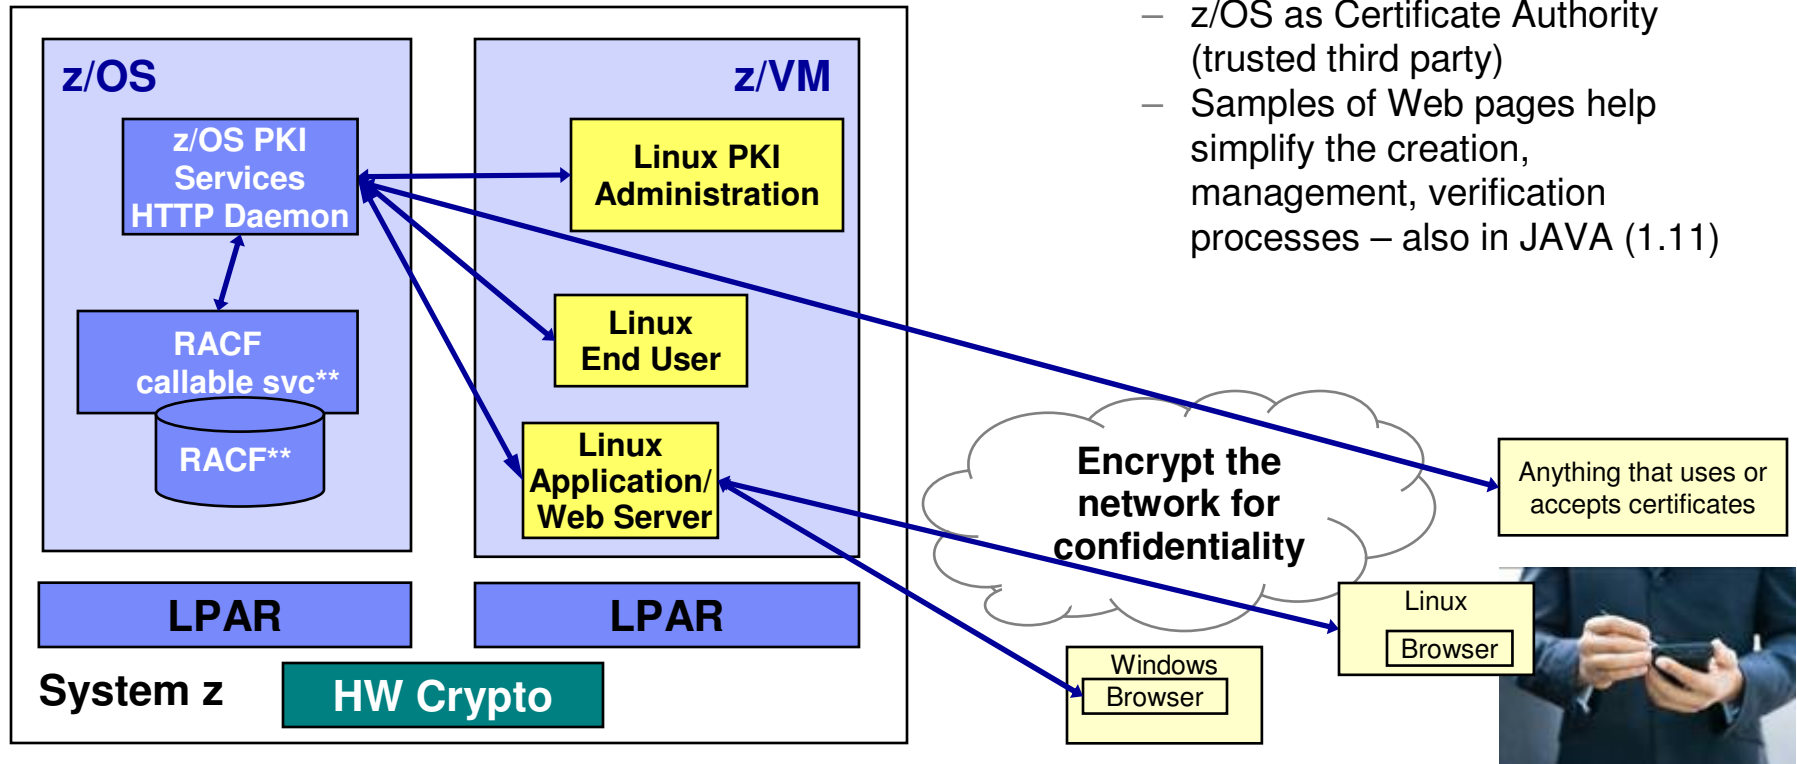 – z/OS as Certificate Authority
(trusted third party)
– Samples of Web pages help
simplify the creation,
management, verification
processes – also in JAVA (1.11)
z/OS
z/OS PKI
Services
HTTP Daemon
RACF
callable svc**
RACF**
z/VM
Linux PKI
Administration
Linux
End User
Linux
Application/
Web Server
LPAR
LPAR
System z
HW Crypto
Encrypt the
network for
confidentiality
Anything that uses or
accepts certificates
Linux
Browser
Windows
Browser